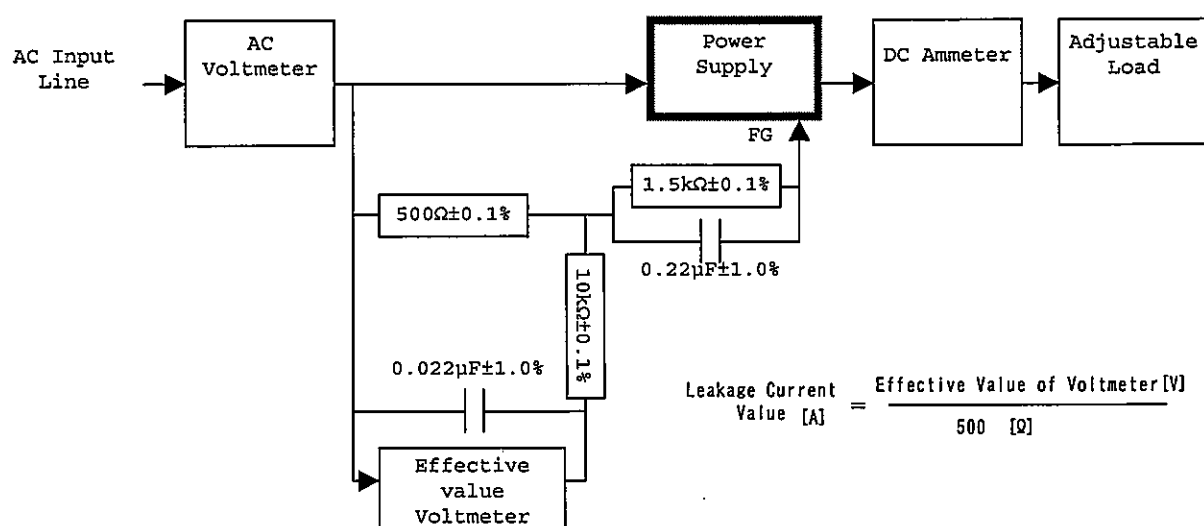 AC Input
Line
AC
Voltmeter
Power
Supply
DC Ammeter
Adjustable
Load
FG
1.5kΩ±0.1%
500Ω±0.1%
0.22µF±1.0%
10kΩ±0.1%
0.022µF±1.0%
Leakage Current
Value [A]
=
Effective Value of Voltmeter[V]
500 [Ω]
Effective
value
Voltmeter